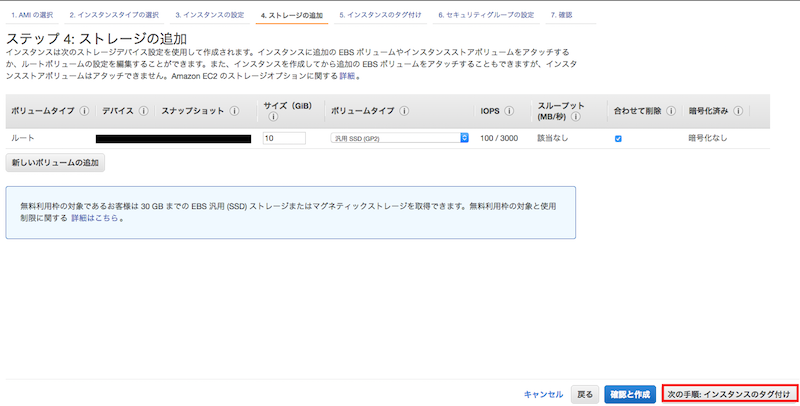 1. AMI の選択 2. インスタンスタイプの選択 3. インスタンスの設定 4. ストレージの追加 5. インスタンスのタグ付け 6. セキュリティグループの設定 7. 確認
ステップ 4: ストレージの追加
インスタンスは次のストレージデバイス設定を使用して作成されます。インスタンスに追加の EBS ボリュームやインスタンスストアボリュームをアタッチする
か、ルートボリュームの設定を編集することができます。また、インスタンスを作成してから追加の EBS ボリュームをアタッチすることもできますが、インスタ
ンスストアボリュームはアタッチできません。Amazon EC2 のストレージオプションに関する 詳細。
ボリュームタイプ デバイス スナップショット サイズ (GiB) ボリュームタイプ IOPS スループット (MB/秒) 合わせて削除 暗号化済み
ルート 10 汎用 SSD (GP2) 100 / 3000 該当なし 暗号化なし
新しいボリュームの追加
無料利用枠の対象であるお客様は 30 GB までの EBS 汎用 (SSD) ストレージまたはマグネティックストレージを取得できます。無料利用枠の対象と使用
制限に関する 詳細はこちら。
キャンセル 戻る 確認と作成 次の手順: インスタンスのタグ付け